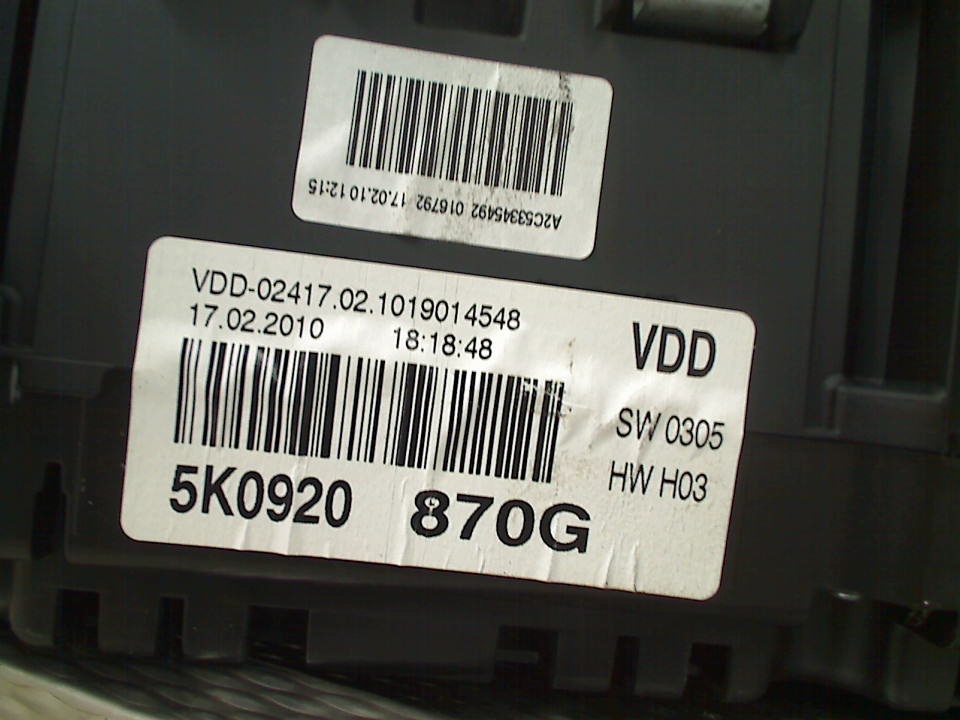 A2C53345492 016792 17.02.10 12:15
VDD-02417.02.1019014548
17.02.2010 18:18:48
VDD
SW 0305
HW H03
5K0920 870G